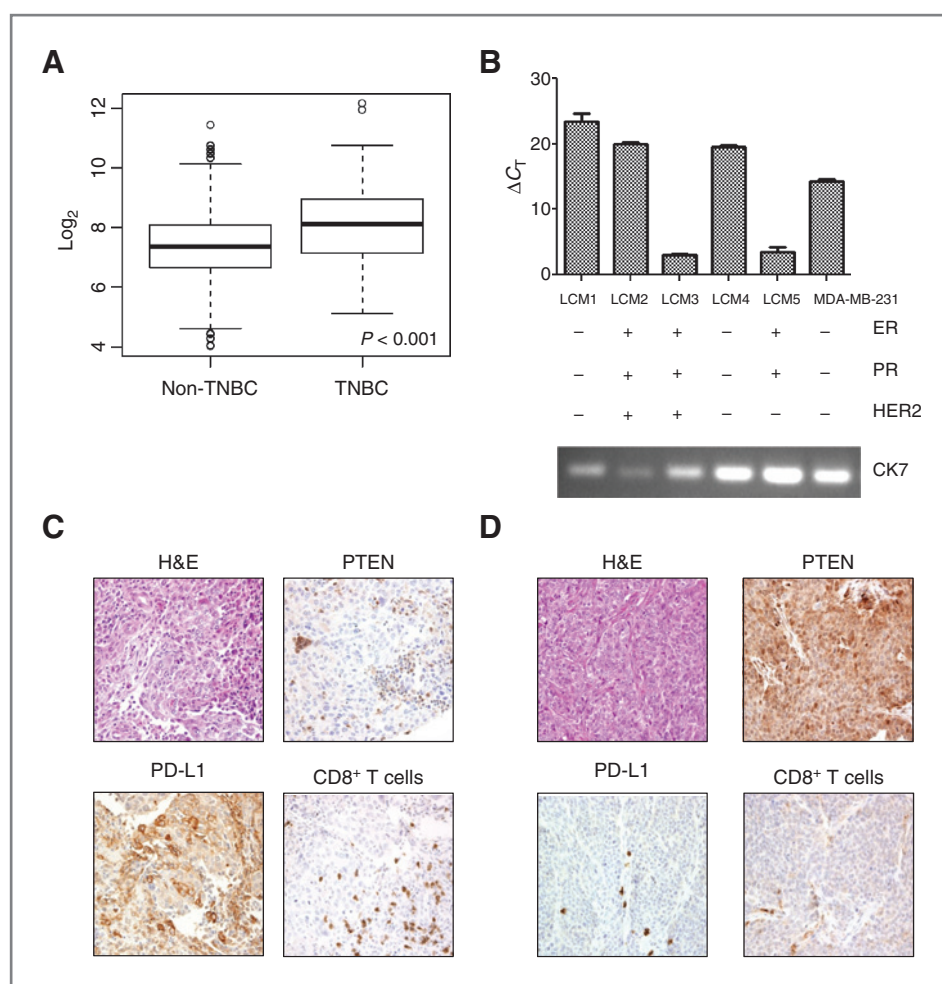 A
Log2
12
10
8
6
4
P < 0.001
Non-TNBC
TNBC
B
ΔCT
30
20
10
0
LCM1 LCM2 LCM3 LCM4 LCM5 MDA-MB-231
– + + – + – ER
– + + – + – PR
– + + – – – HER2
CK7
C
H&E
PTEN
PD-L1
CD8+ T cells
D
H&E
PTEN
PD-L1
CD8+ T cells